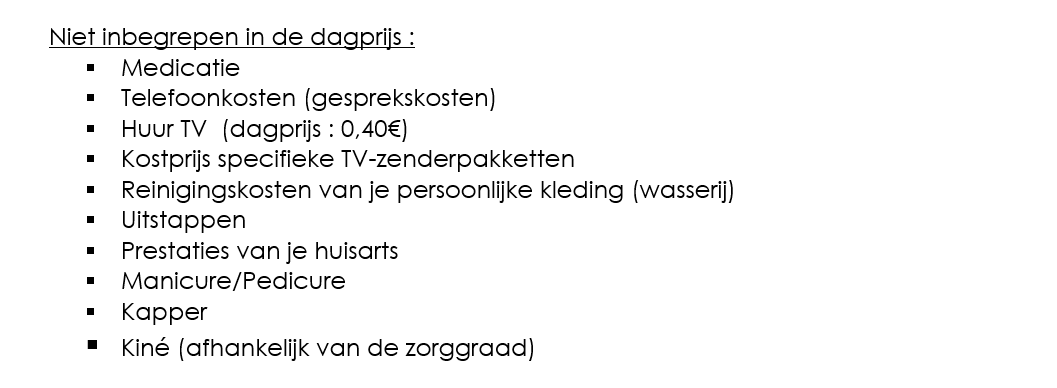 Niet inbegrepen in de dagprijs :
▪ Medicatie
▪ Telefoonkosten (gesprekskosten)
▪ Huur TV  (dagprijs : 0,40€)
▪ Kostprijs specifieke TV-zenderpakketten
▪ Reinigingskosten van je persoonlijke kleding (wasserij)
▪ Uitstappen
▪ Prestaties van je huisarts
▪ Manicure/Pedicure
▪ Kapper
▪ Kiné (afhankelijk van de zorggraad)